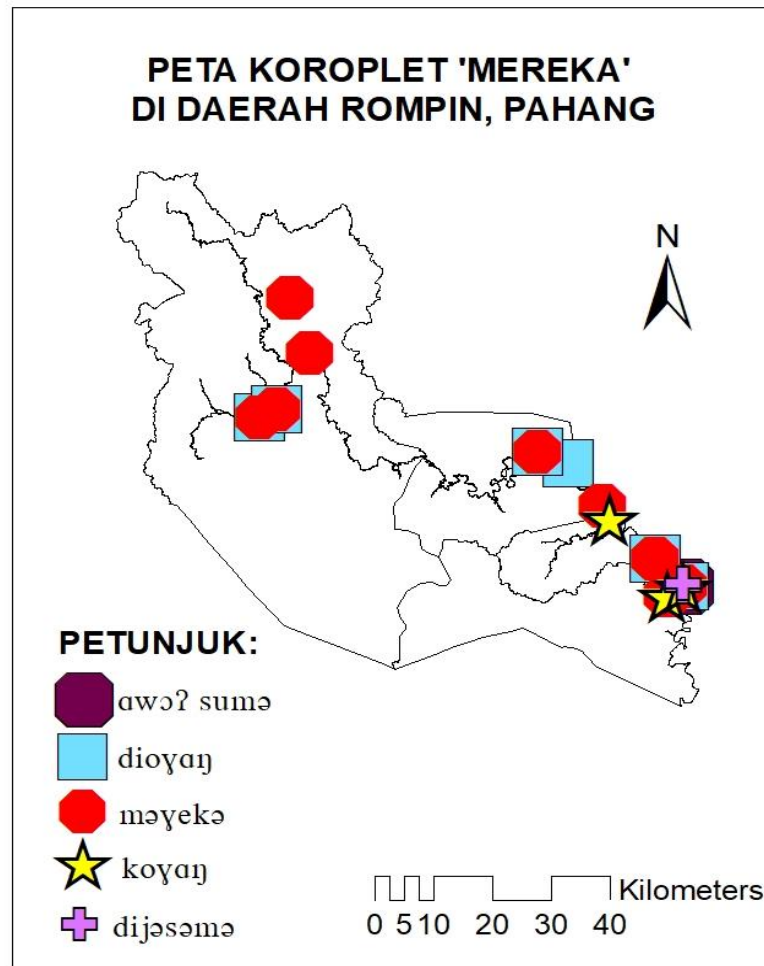 PETA KOROPLET 'MEREKA'
DI DAERAH ROMPIN, PAHANG
N
PETUNJUK:
ɑwɔʔ sumə
dioɣɑŋ
məɣekə
koɣɑŋ
dijəsəmə
Kilometers
0 5 10 20 30 40